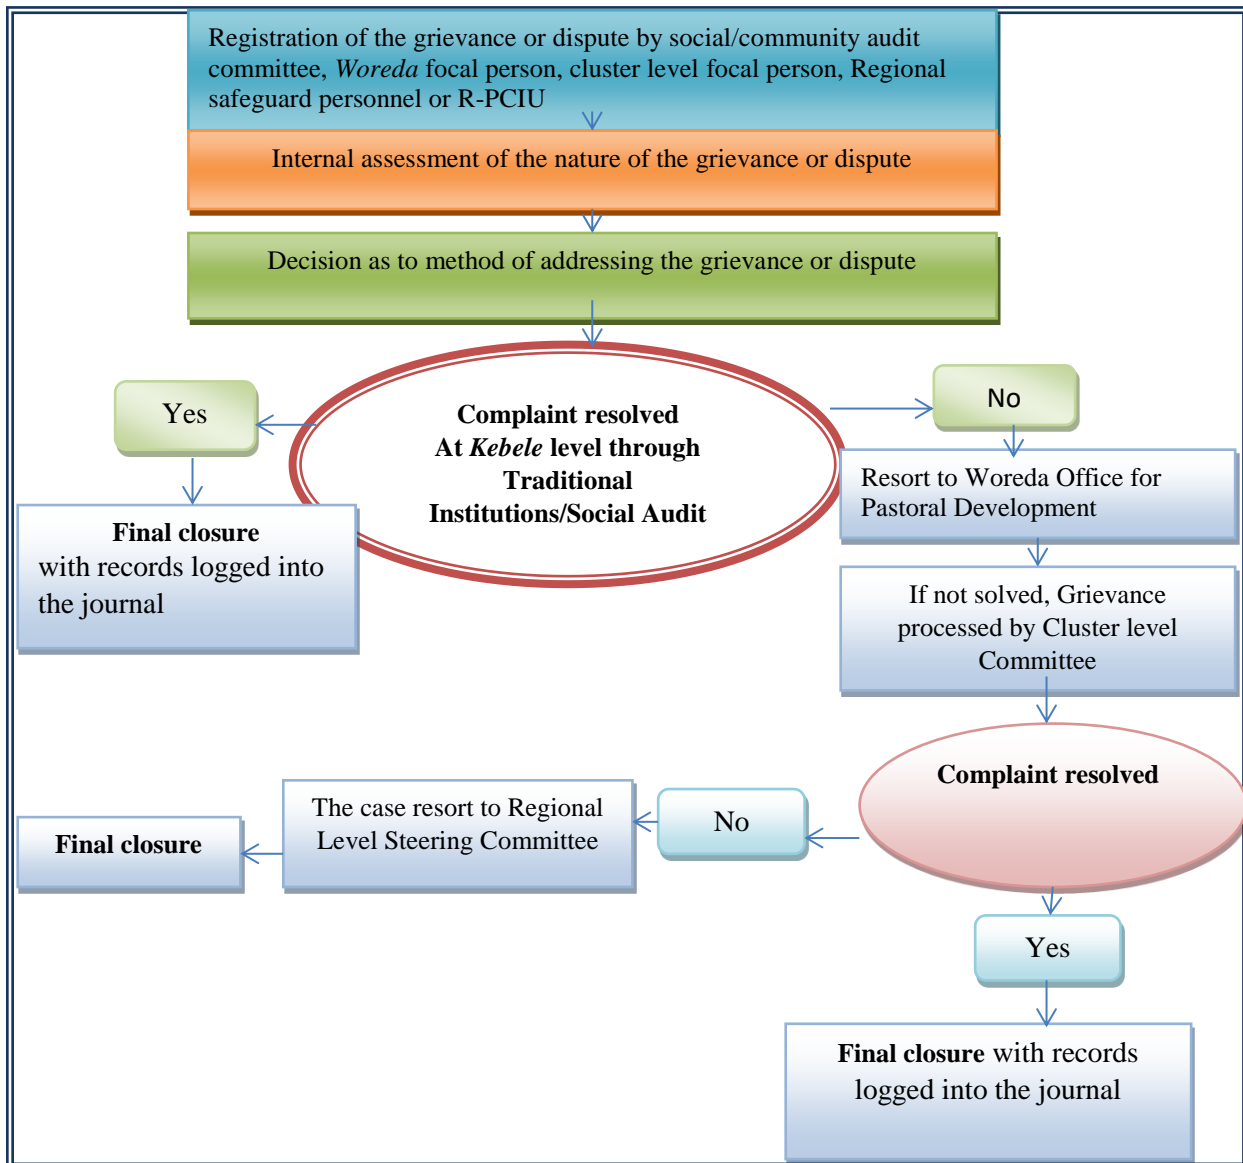 Registration of the grievance or dispute by social/community audit
committee, Woreda focal person, cluster level focal person, Regional
safeguard personnel or R-PCIU
Internal assessment of the nature of the grievance or dispute
Decision as to method of addressing the grievance or dispute
Complaint resolved
At Kebele level through
Traditional
Institutions/Social Audit
Yes
No
Final closure
with records logged into
the journal
Resort to Woreda Office for
Pastoral Development
If not solved, Grievance
processed by Cluster level
Committee
Complaint resolved
No
The case resort to Regional
Level Steering Committee
Final closure
Yes
Final closure with records
logged into the journal